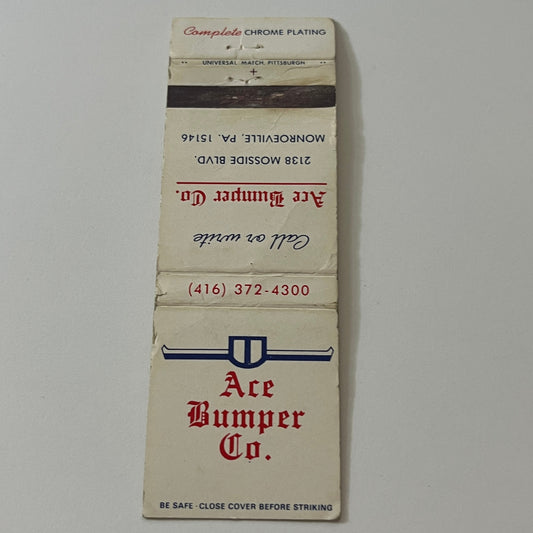 Complete CHROME PLATING
UNIVERSAL MATCH, PITTSBURGH
2138 MOSSIDE BLVD.
MONROEVILLE, PA. 15146
Ace Bumper Co.
Call or write
(416) 372-4300
Ace
Bumper
Co.
BE SAFE - CLOSE COVER BEFORE STRIKING